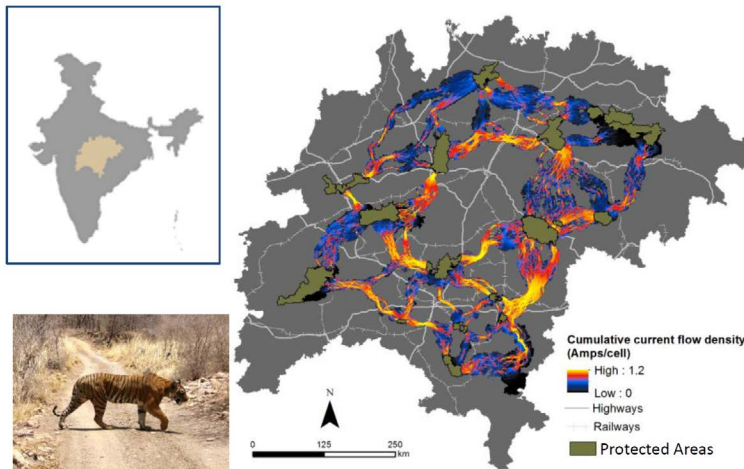 Cumulative current flow density
(Amps/cell)
High : 1.2
Low : 0
Highways
Railways
Protected Areas
N
0 125 250
km